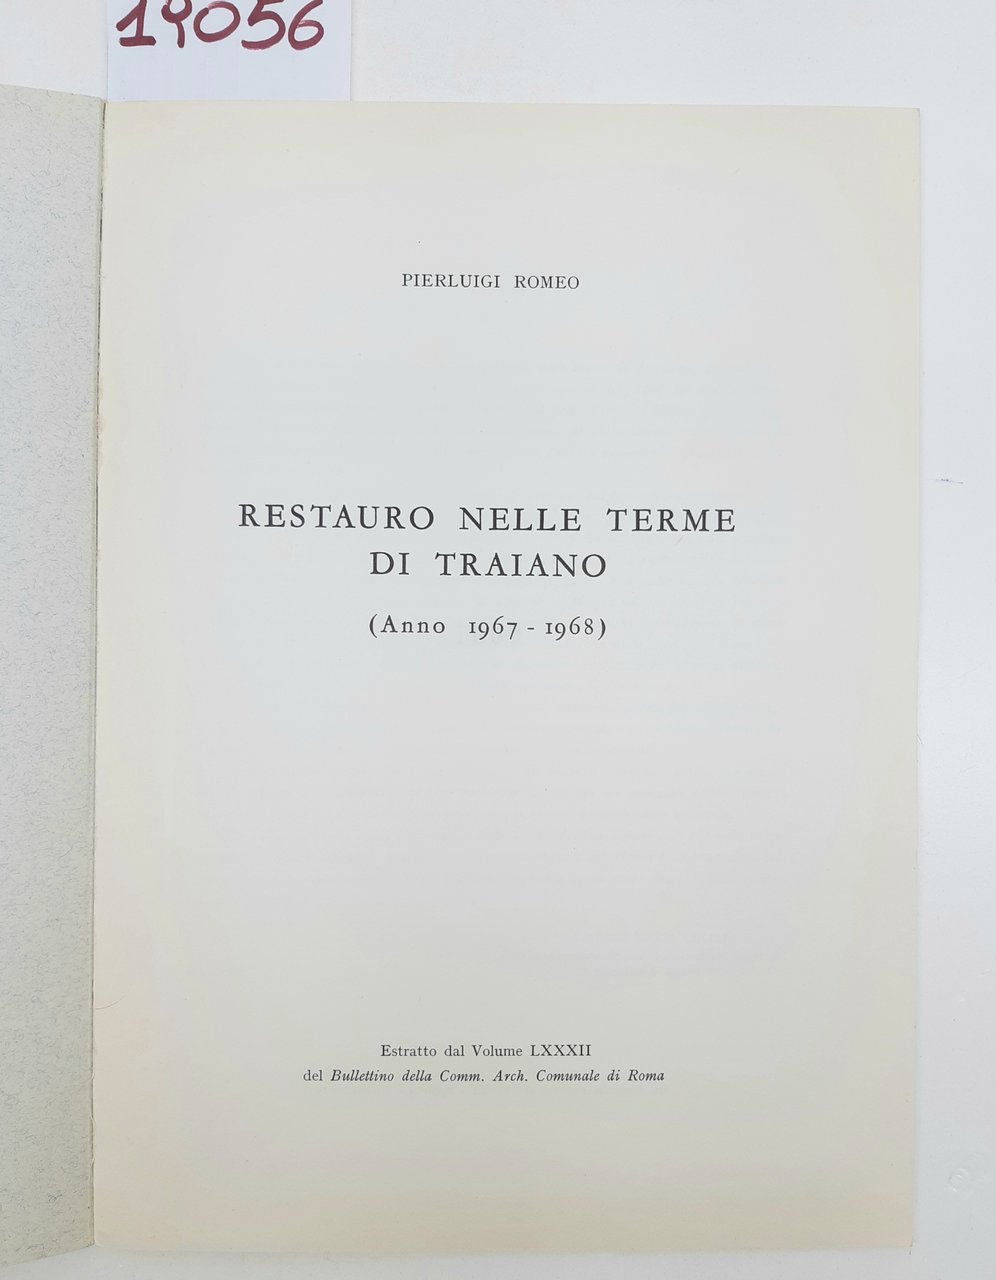 19056
PIERLUIGI ROMEO
RESTAURO NELLE TERME
DI TRAIANO
(Anno 1967 - 1968)
Estratto dal Volume LXXXII
del Bullettino della Comm. Arch. Comunale di Roma